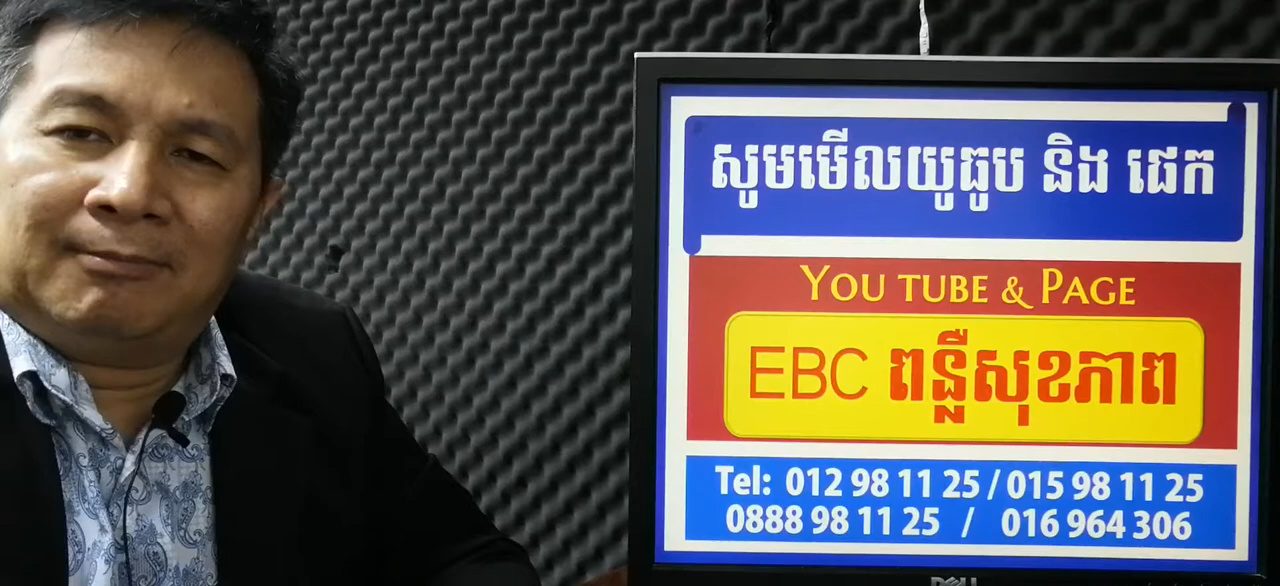 សូមមើលយូធូប និង ផេក
YOU TUBE & PAGE
EBC ពន្លឺសុខភាព
Tel: 012 98 11 25 / 015 98 11 25
0888 98 11 25 / 016 964 306
DELL